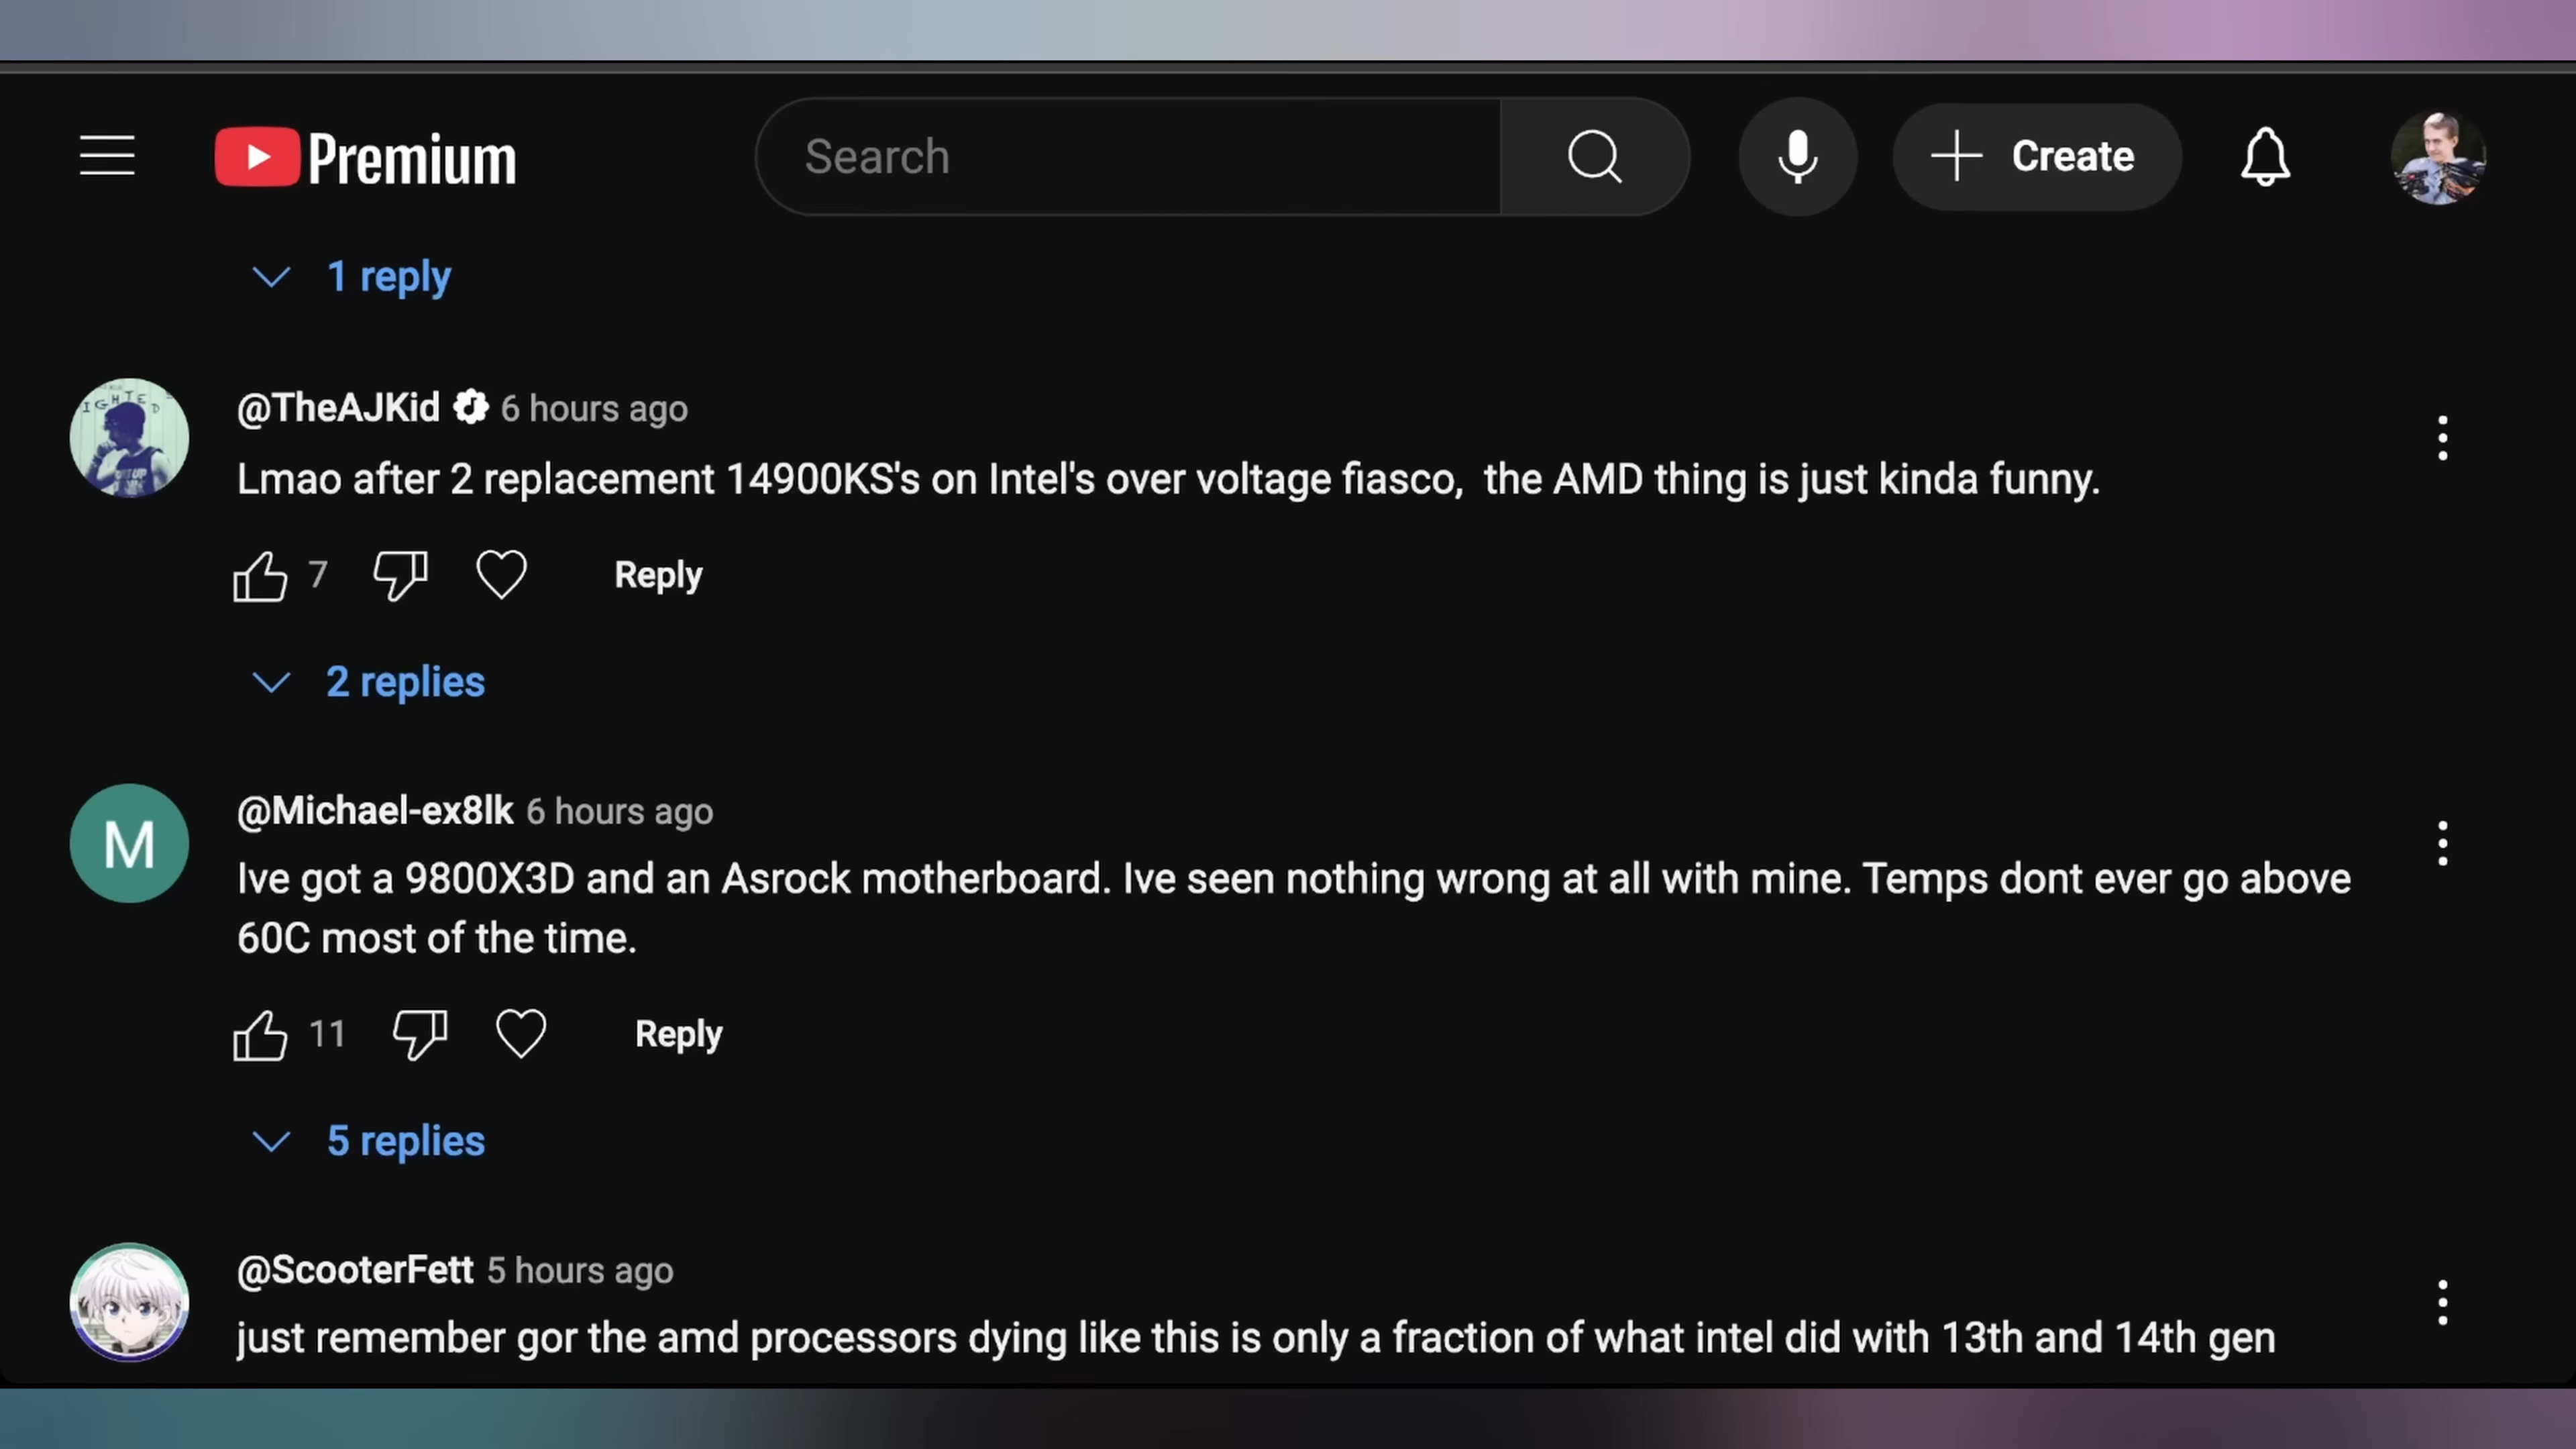 Premium
Search
Create
1 reply
@TheAJKid 6 hours ago
Lmao after 2 replacement 14900KS's on Intel's over voltage fiasco,  the AMD thing is just kinda funny.
7
Reply
2 replies
M
@Michael-ex8lk 6 hours ago
Ive got a 9800X3D and an Asrock motherboard. Ive seen nothing wrong at all with mine. Temps dont ever go above
60C most of the time.
11
Reply
5 replies
@ScooterFett 5 hours ago
just remember gor the amd processors dying like this is only a fraction of what intel did with 13th and 14th gen